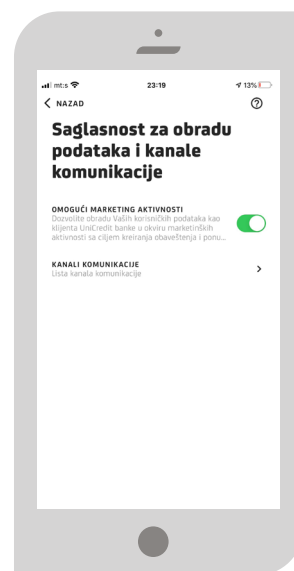 mt:s 23:19 13%
NAZAD
Saglasnost za obradu
podataka i kanale
komunikacije
OMOGUĆI MARKETING AKTIVNOSTI
Dozvolite obradu Vaših korisničkih podataka kao
klijenta UniCredit banke u okviru marketinških
aktivnosti sa ciljem kreiranja obaveštenja i ponu...
KANALI KOMUNIKACIJE
Lista kanala komunikacije